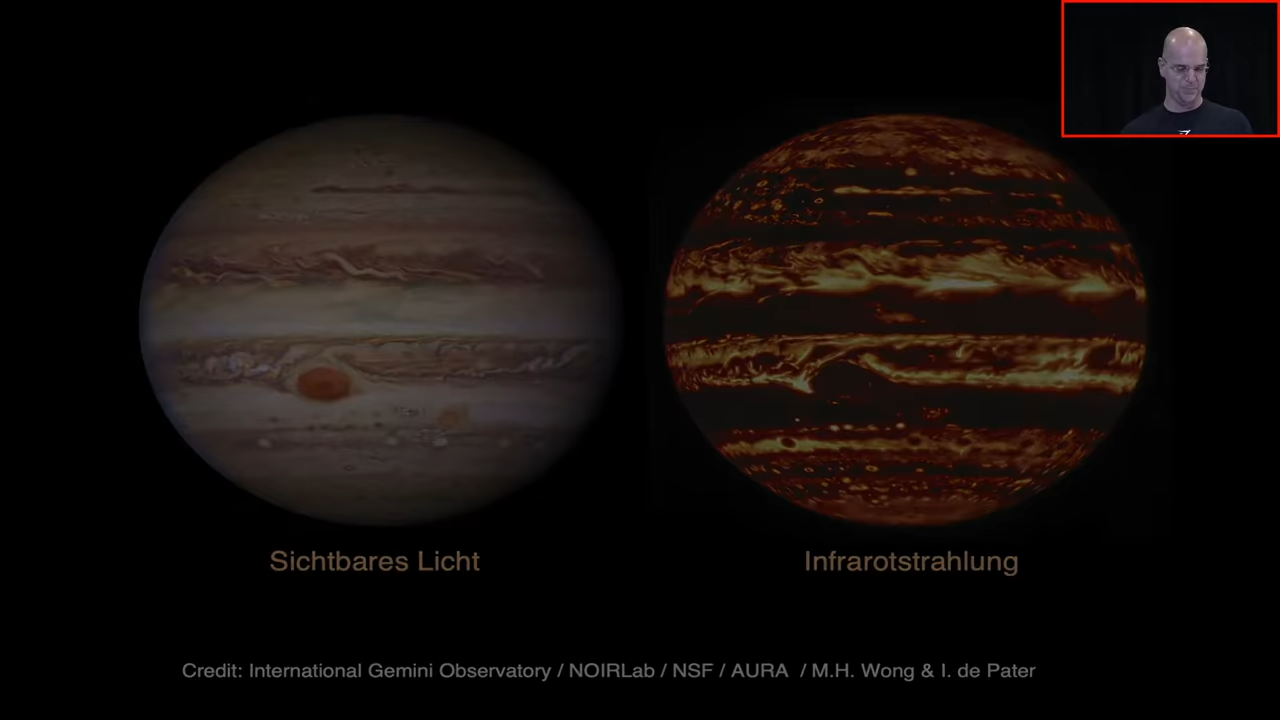 Sichtbares Licht
Infrarotstrahlung
Credit: International Gemini Observatory / NOIRLab / NSF / AURA / M.H. Wong & I. de Pater